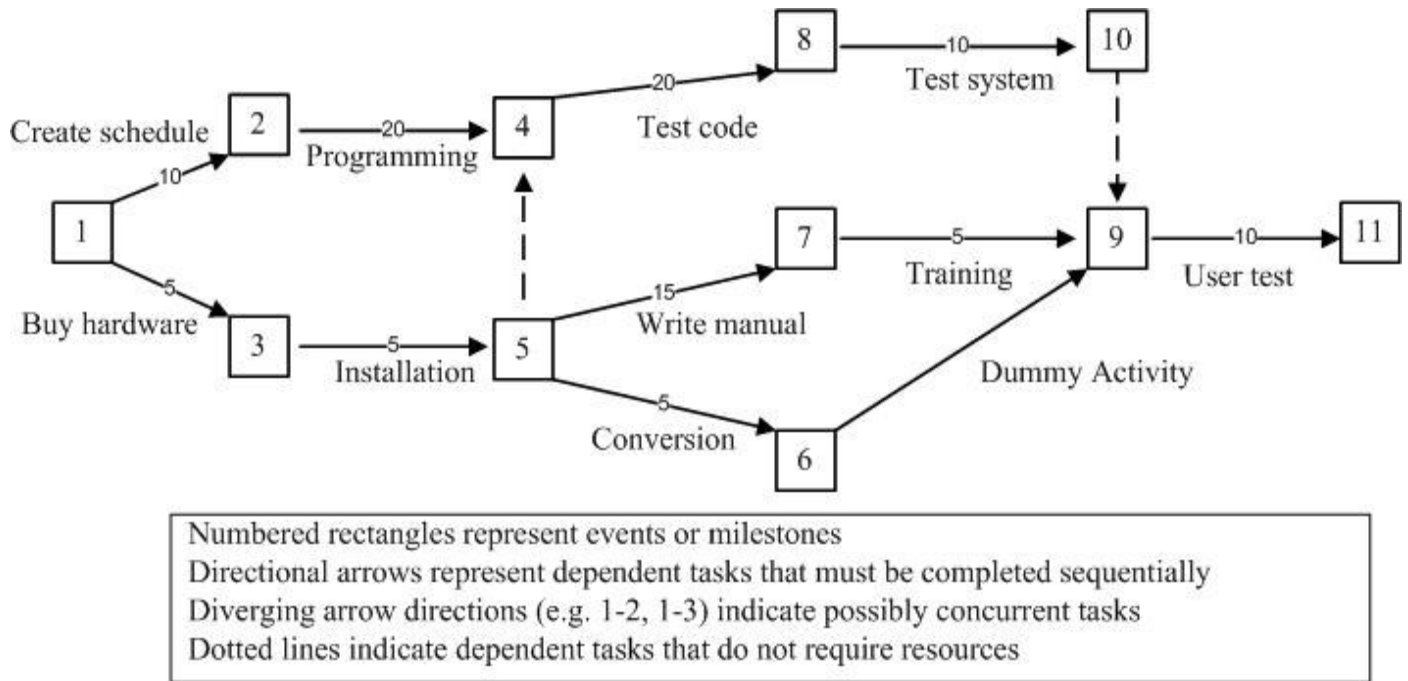 8
10
10
Test system
2
20
4
20
Test code
Create schedule
Programming
10
1
7
5
9
10
11
Training
User test
5
15
Write manual
Buy hardware
3
5
5
Installation
Dummy Activity
5
Conversion
6
Numbered rectangles represent events or milestones
Directional arrows represent dependent tasks that must be completed sequentially
Diverging arrow directions (e.g. 1-2, 1-3) indicate possibly concurrent tasks
Dotted lines indicate dependent tasks that do not require resources